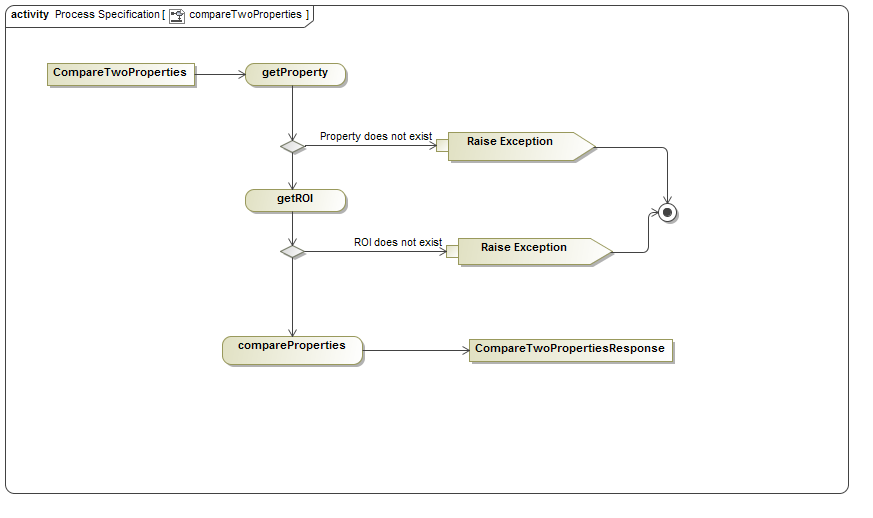 activity Process Specification [ compareTwoProperties ]
CompareTwoProperties
getProperty
Property does not exist
Raise Exception
getROI
ROI does not exist
Raise Exception
compareProperties
CompareTwoPropertiesResponse